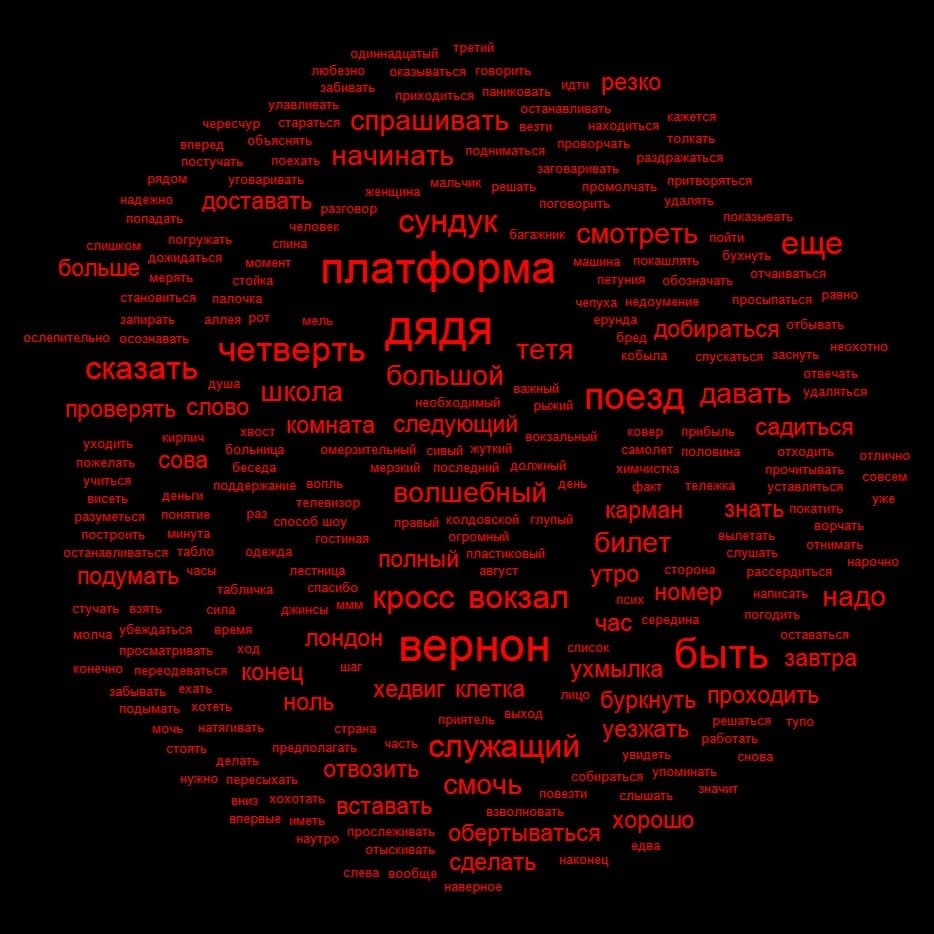 одиннадцатый третий
любезно оказываться говорить
забивать приходиться паниковать идти резко
улавливать останавливать
чересчур стараться спрашивать везти находиться кажется
вперед объяснять проворчать толкать
постучать поехать начинать подниматься заговаривать раздражаться
рядом уговаривать женщина мальчик решать промолчать притворяться
надежно доставать разговор поговорить удалять
попадать человек сундук показывать
слишком погружать спина багажник смотреть пойти еще
больше дожидаться момент платформа машина покашлять бухнуть
мерять стойка петуния обозначать отчаиваться
становиться палочка чепуха недоумение просыпаться равно
запирать аллея рот мель дядя ерунда добираться отбывать
ослепительно осознавать четверть тетя бред неохотно
сказать кобыла спускаться заснуть
душа большой отвечать
школа важный поезд давать удаляться
проверять слово необходимый рыжий
комната следующий садиться
уходить кирпич хвост вокзальный ковер прибыль
больница омерзительный сивый жуткий самолет половина отходить отлично
пожелать сова беседа мерзкий последний должный химчистка прочитывать
учиться поддержание вопль волшебный день факт тележка уставляться совсем
висеть деньги телевизор уже
разуметься понятие раз способ шоу правый колдовской глупый карман знать покатить
построить минута гостиная огромный билет вылетать ворчать
останавливаться табло одежда полный пластиковый слушать отнимать
подумать часы лестница август утро сторона рассердиться нарочно
табличка спасибо кросс вокзал псих номер написать надо
стучать взять сила джинсы ммм погодить
молча убеждаться время лондон вернон час середина оставаться
просматривать ход список быть завтра
конечно переодеваться конец шаг ухмылка
забывать ехать хедвиг клетка лицо буркнуть проходить
подымать хотеть ноль приятель выход
мочь натягивать страна уезжать решаться тупо
стоять предполагать часть служащий работать
делать увидеть снова
нужно пересыхать отвозить смочь собираться упоминать
вниз хохотать вставать повезти слышать значит
впервые иметь взволновать хорошо
наутро прослеживать обертываться
отыскивать сделать наконец едва
слева вообще
наверное